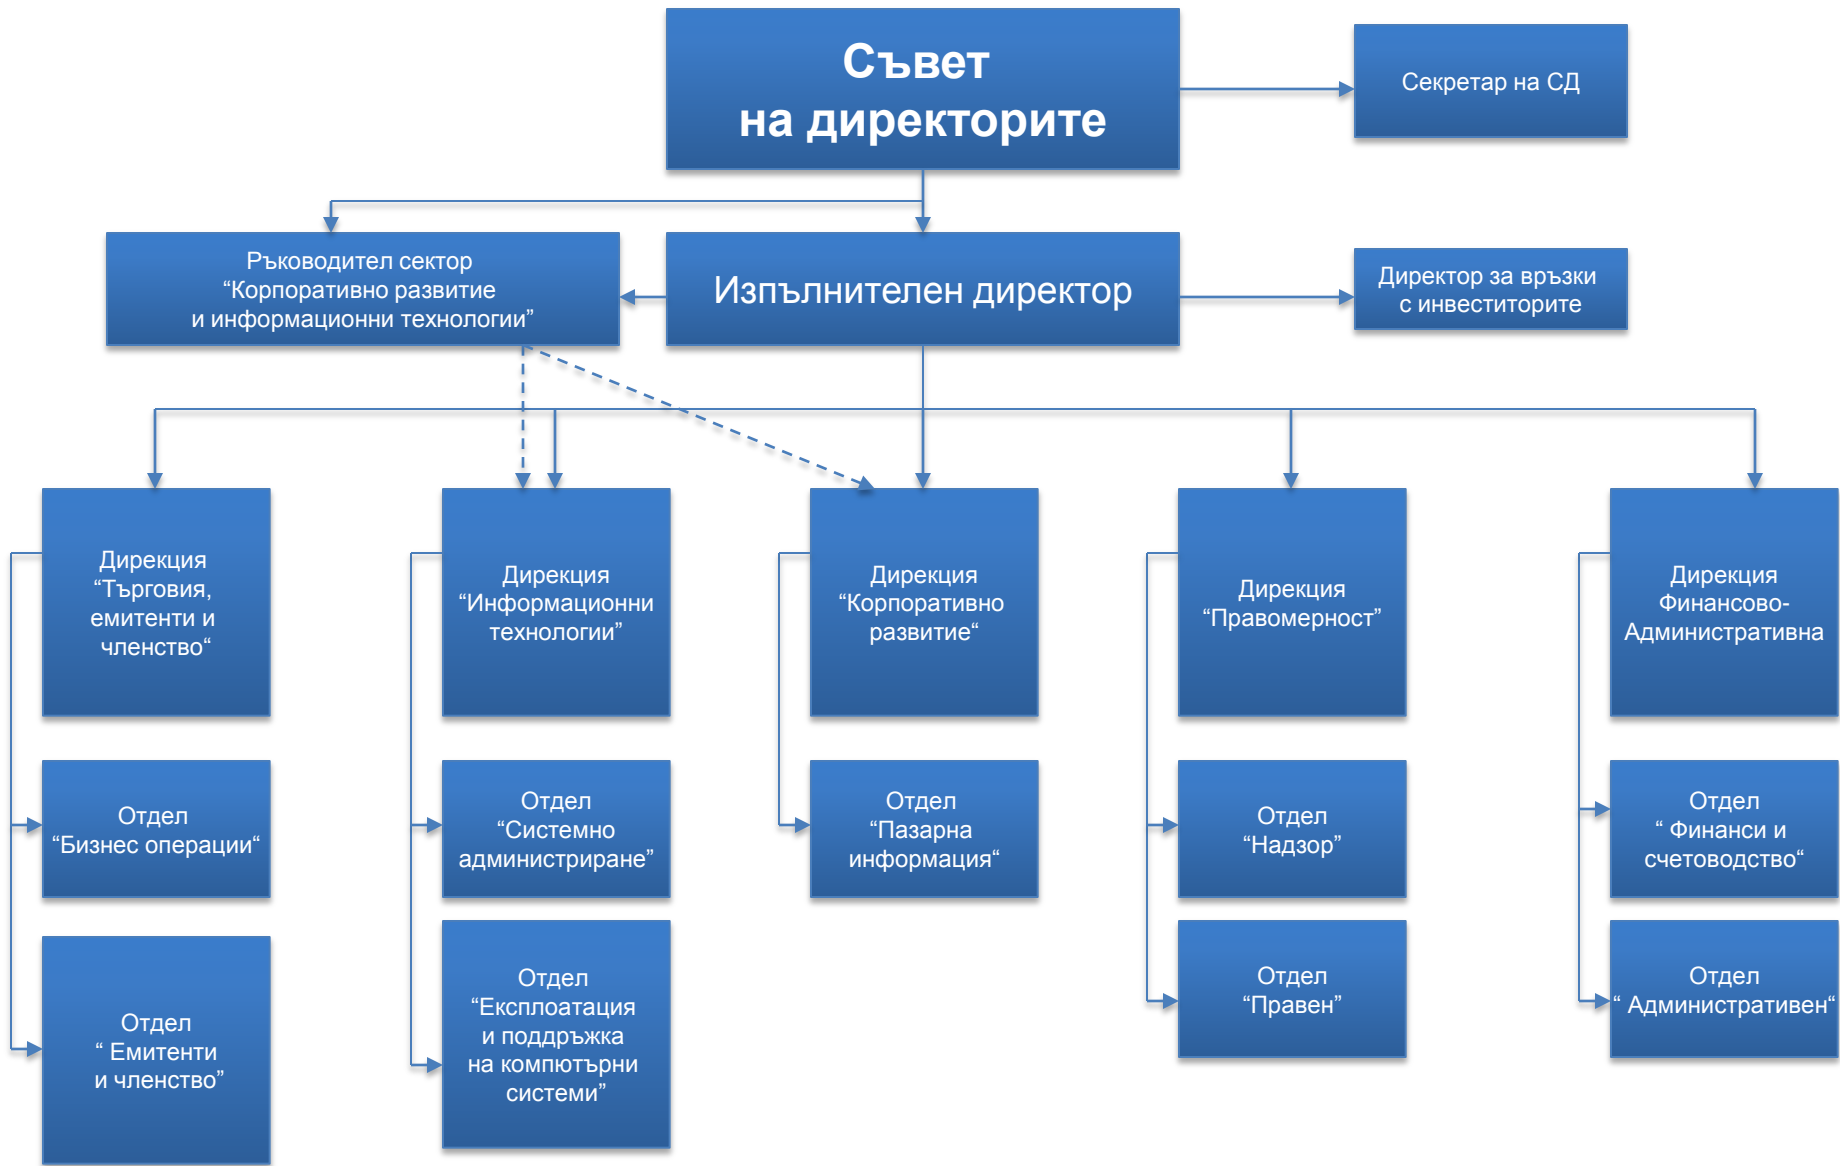 Съвет
на директорите
Секретар на СД
Ръководител сектор
“Корпоративно развитие
и информационни технологии”
Изпълнителен директор
Директор за връзки
с инвеститорите
Дирекция
“Търговия,
емитенти и
членство“
Дирекция
“Информационни
технологии”
Дирекция
“Корпоративно
развитие“
Дирекция
“Правомерност”
Дирекция
Финансово-
Административна
Отдел
“Бизнес операции“
Отдел
“Системно
администриране”
Отдел
“Пазарна
информация“
Отдел
“Надзор”
Отдел
“ Финанси и
счетоводство“
Отдел
“ Емитенти
и членство”
Отдел
“Експлоатация
и поддръжка
на компютърни
системи”
Отдел
“Правен”
Отдел
“ Административен“